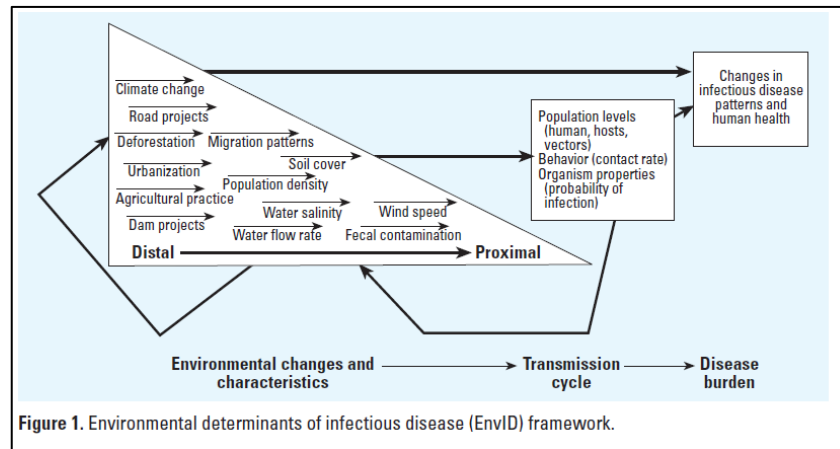 Climate change
Road projects
Deforestation Migration patterns
Soil cover
Urbanization
Population density
Agricultural practice
Water salinity Wind speed
Dam projects
Water flow rate Fecal contamination
Distal Proximal
Population levels
(human, hosts,
vectors)
Behavior (contact rate)
Organism properties
(probability of
infection)
Changes in
infectious disease
patterns and
human health
Environmental changes and
characteristics
Transmission
cycle
Disease
burden
Figure 1. Environmental determinants of infectious disease (EnvID) framework.